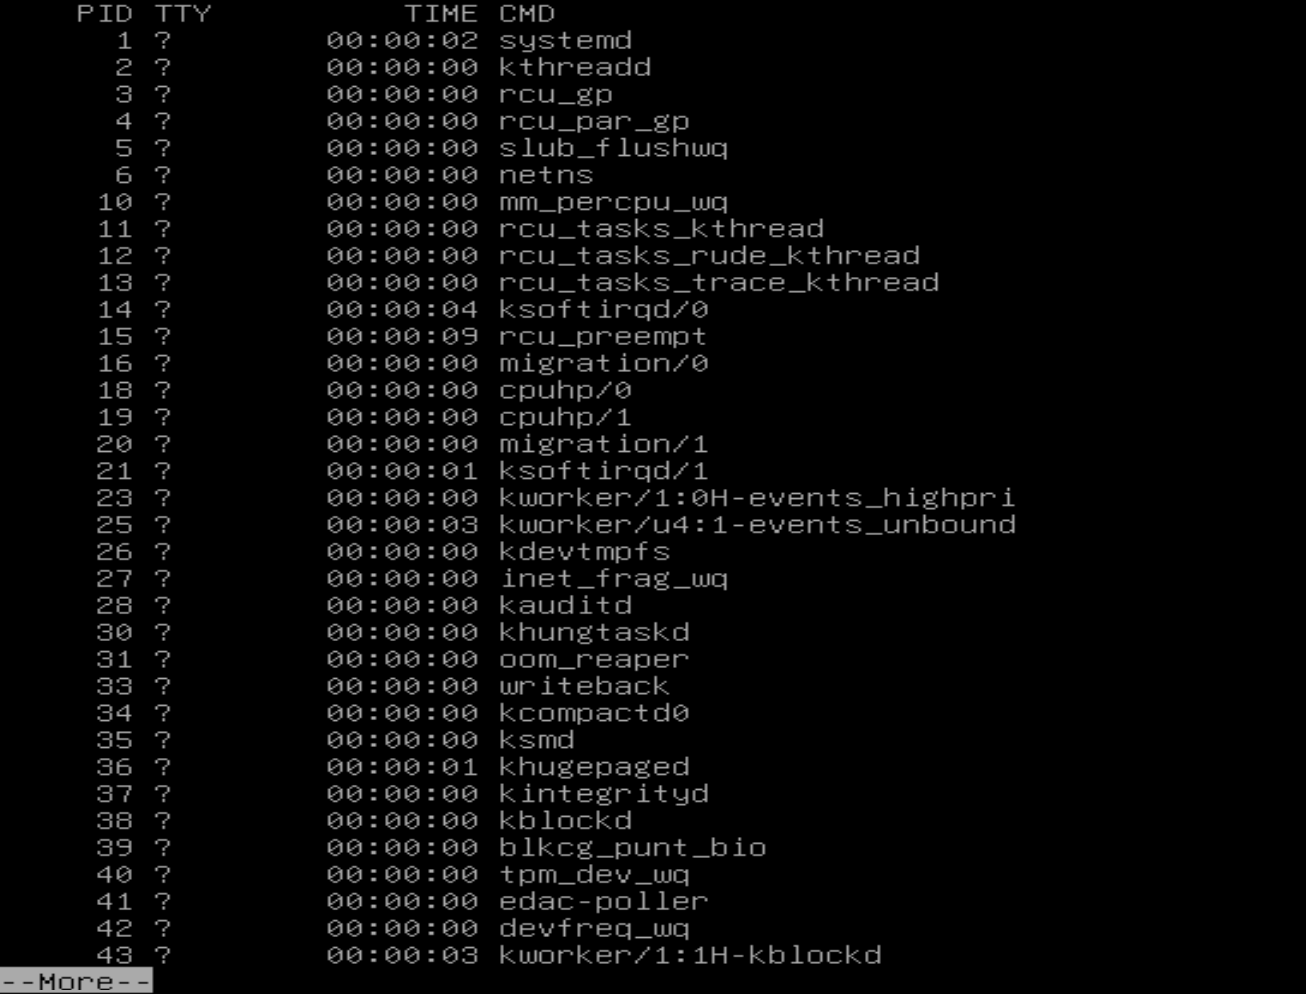 PID TTY TIME CMD
1 ? 00:00:02 systemd
2 ? 00:00:00 kthreadd
3 ? 00:00:00 rcu_gp
4 ? 00:00:00 rcu_par_gp
5 ? 00:00:00 slub_flushwq
6 ? 00:00:00 netns
10 ? 00:00:00 mm_percpu_wq
11 ? 00:00:00 rcu_tasks_kthread
12 ? 00:00:00 rcu_tasks_rude_kthread
13 ? 00:00:00 rcu_tasks_trace_kthread
14 ? 00:00:04 ksoftirqd/0
15 ? 00:00:09 rcu_preempt
16 ? 00:00:00 migration/0
18 ? 00:00:00 cpuhp/0
19 ? 00:00:00 cpuhp/1
20 ? 00:00:00 migration/1
21 ? 00:00:01 ksoftirqd/1
23 ? 00:00:00 kworker/1:0H-events_highpri
25 ? 00:00:03 kworker/u4:1-events_unbound
26 ? 00:00:00 kdevtmpfs
27 ? 00:00:00 inet_frag_wq
28 ? 00:00:00 kauditd
30 ? 00:00:00 khungtaskd
31 ? 00:00:00 oom_reaper
33 ? 00:00:00 writeback
34 ? 00:00:00 kcompactd0
35 ? 00:00:00 ksmd
36 ? 00:00:01 khugepaged
37 ? 00:00:00 kintegrityd
38 ? 00:00:00 kblockd
39 ? 00:00:00 blkcg_punt_bio
40 ? 00:00:00 tpm_dev_wq
41 ? 00:00:00 edac-poller
42 ? 00:00:00 devfreq_wq
43 ? 00:00:03 kworker/1:1H-kblockd
--More--